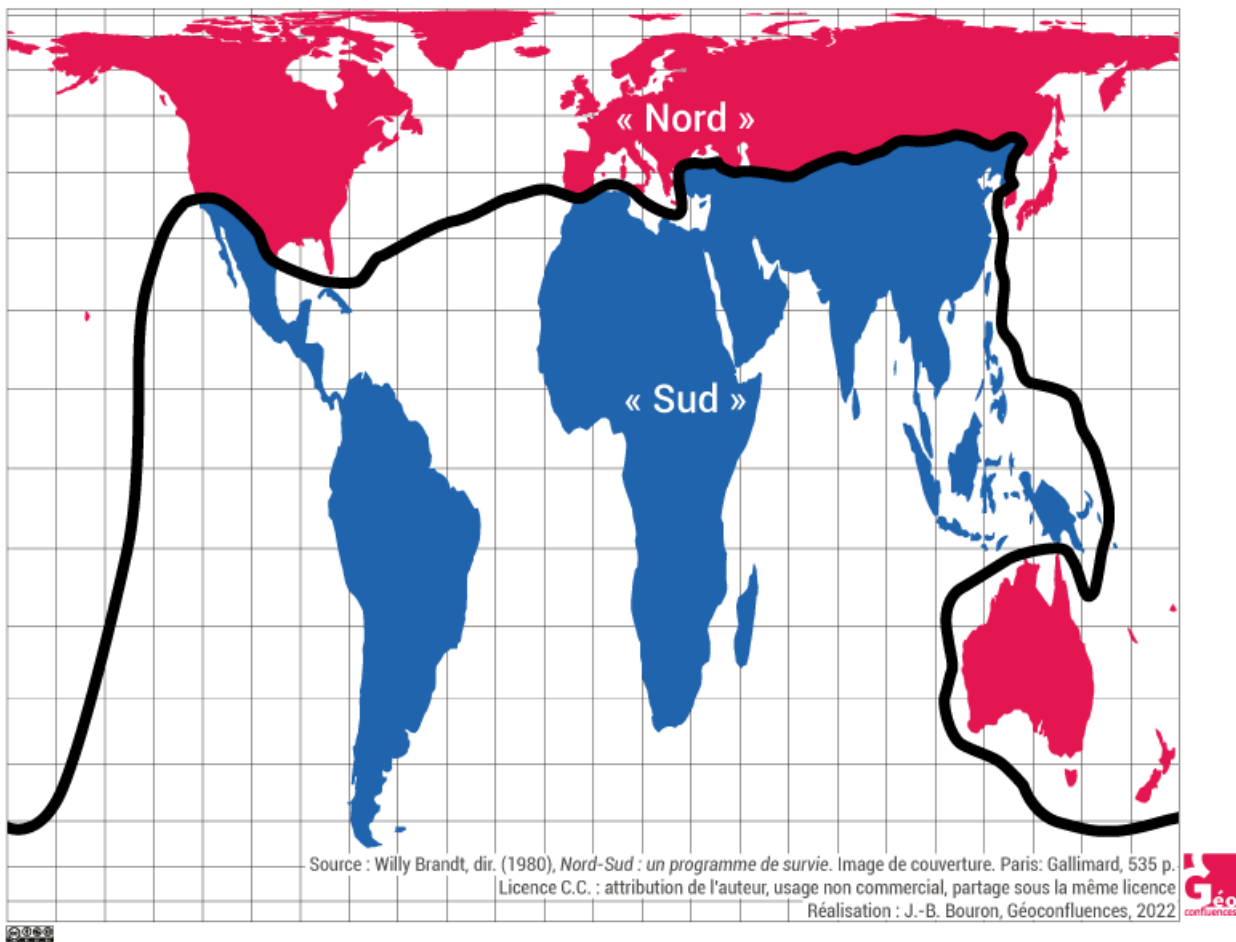 « Nord »
« Sud »
Source : Willy Brandt, dir. (1980), Nord-Sud : un programme de survie. Image de couverture. Paris: Gallimard, 535 p.
Licence C.C. : attribution de l'auteur, usage non commercial, partage sous la même licence
Réalisation : J.-B. Bouron, Géoconfluences, 2022
Géo
confluences